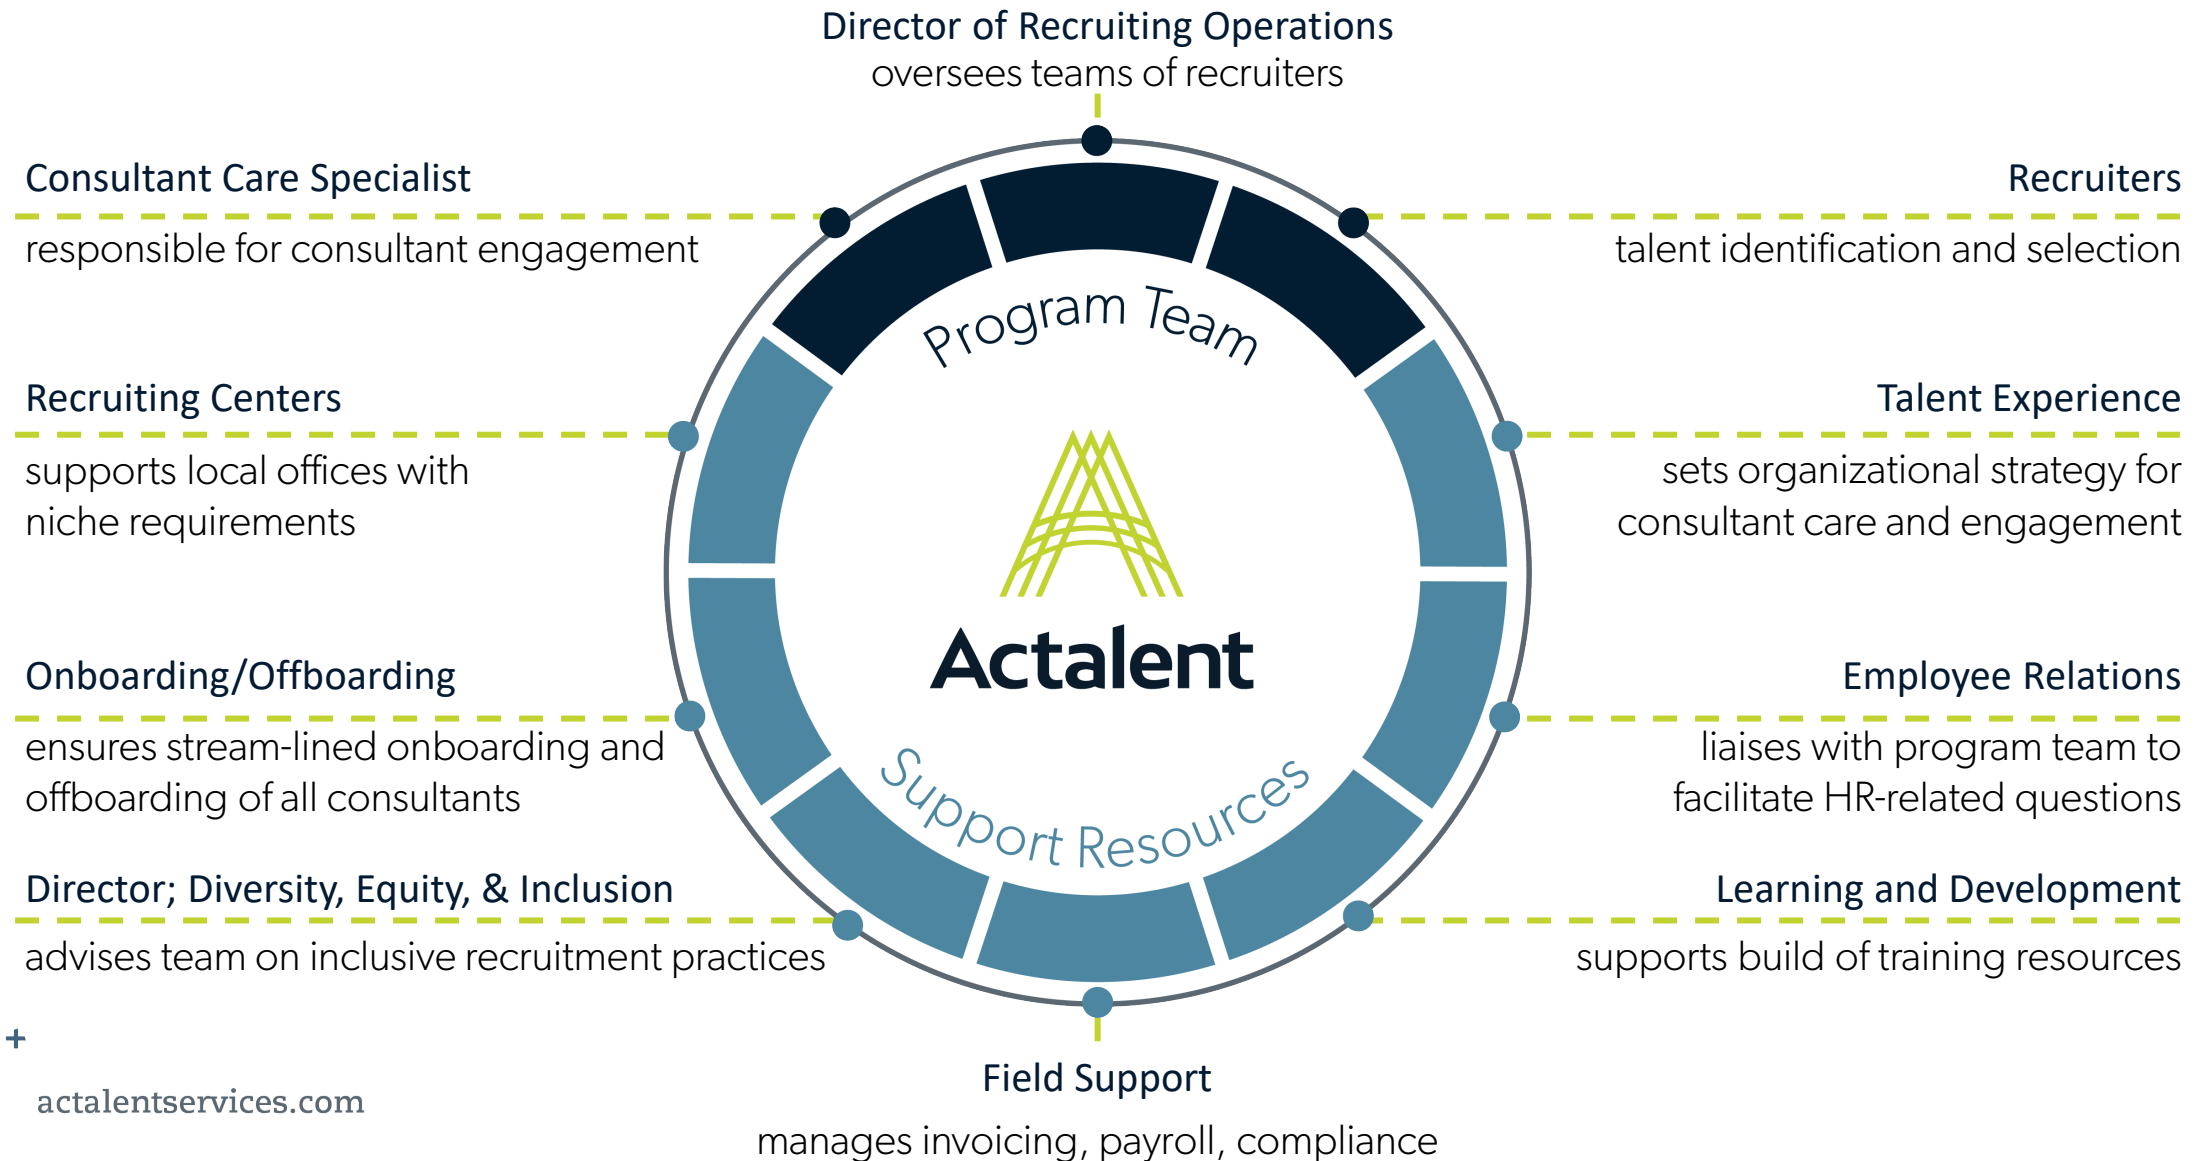 Director of Recruiting Operations
oversees teams of recruiters
Consultant Care Specialist
responsible for consultant engagement
Recruiters
talent identification and selection
Program Team
Recruiting Centers
supports local offices with
niche requirements
Talent Experience
sets organizational strategy for
consultant care and engagement
Actalent
Onboarding/Offboarding
ensures stream-lined onboarding and
offboarding of all consultants
Employee Relations
liaises with program team to
facilitate HR-related questions
Support Resources
Director; Diversity, Equity, & Inclusion
advises team on inclusive recruitment practices
Learning and Development
supports build of training resources
+
Field Support
manages invoicing, payroll, compliance
actalentservices.com